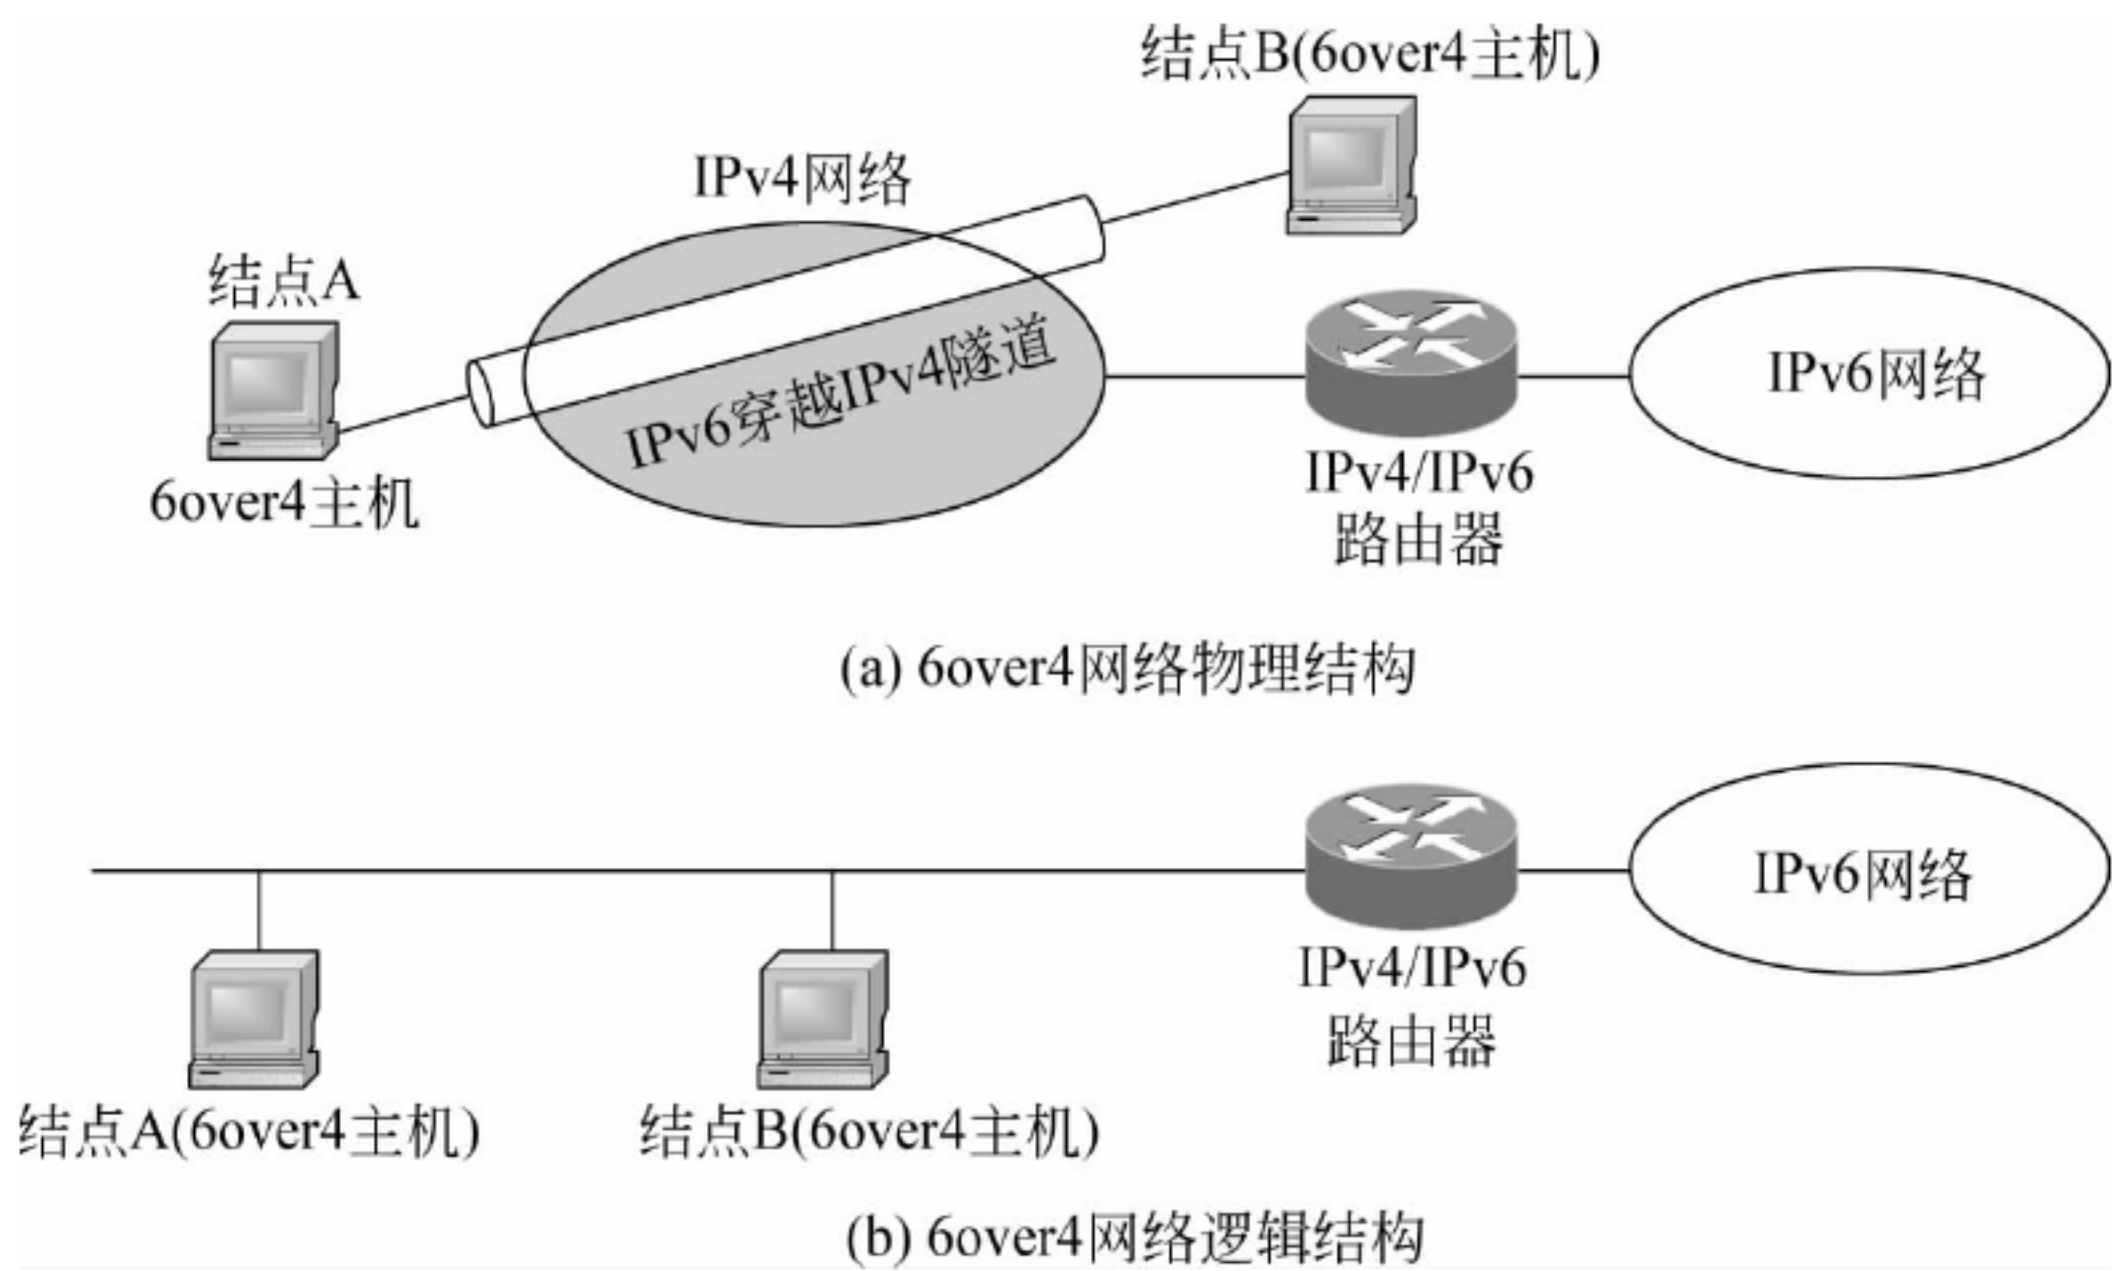 结点B(6over4主机)
IPv4网络
结点A
IPv6穿越IPv4隧道
IPv6网络
6over4主机
IPv4/IPv6
路由器
(a) 6over4网络物理结构
IPv6网络
IPv4/IPv6
路由器
结点A(6over4主机)
结点B(6over4主机)
(b) 6over4网络逻辑结构